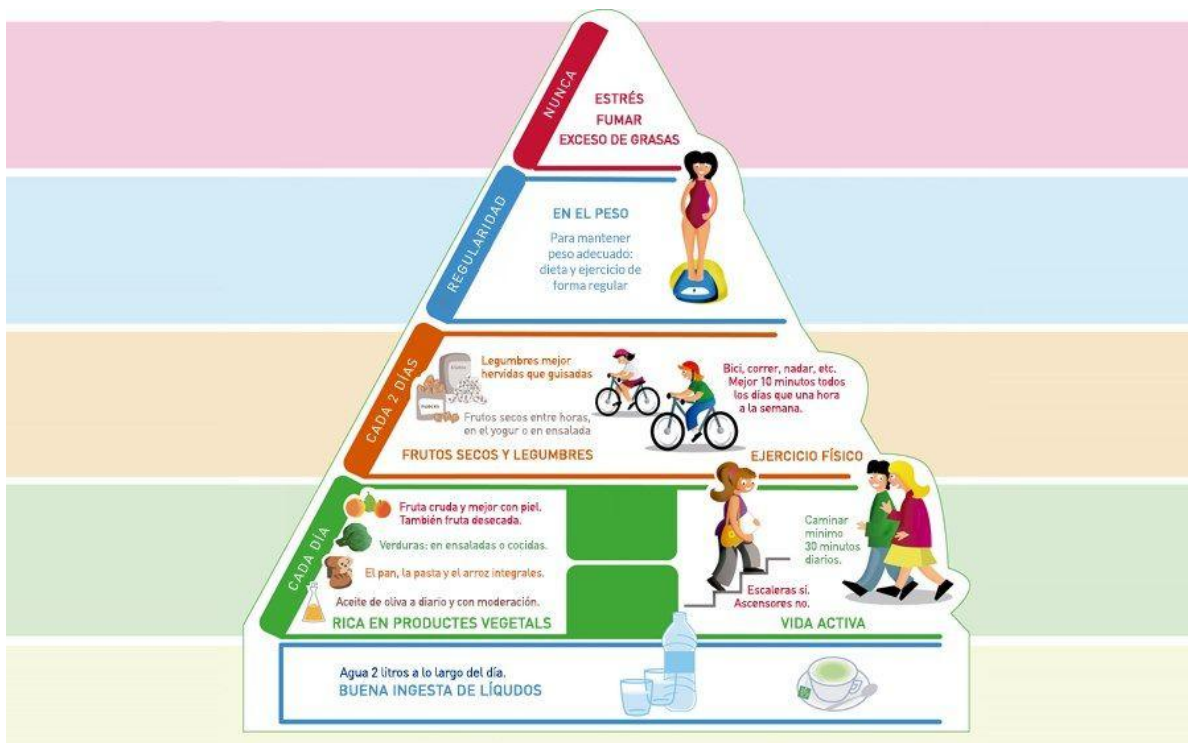 NUNCA
ESTRÉS
FUMAR
EXCESO DE GRASAS
REGULARIDAD
EN EL PESO
Para mantener
peso adecuado:
dieta y ejercicio de
forma regular
CADA 2 DÍAS
Legumbres mejor
hervidas que guisadas
Frutos secos entre horas,
en el yogur o en ensalada
FRUTOS SECOS Y LEGUMBRES
Bici, correr, nadar, etc.
Mejor 10 minutos todos
los días que una hora
a la semana.
EJERCICIO FÍSICO
CADA DÍA
Fruta cruda y mejor con piel.
También fruta desecada.
Verduras: en ensaladas o cocidas.
El pan, la pasta y el arroz integrales.
Aceite de oliva a diario y con moderación.
RICA EN PRODUCTES VEGETALS
Caminar
minimo
30 minutos
diarios.
Escaleras sí.
Ascensores no.
VIDA ACTIVA
Agua 2 litros a lo largo del día.
BUENA INGESTA DE LÍQUDOS